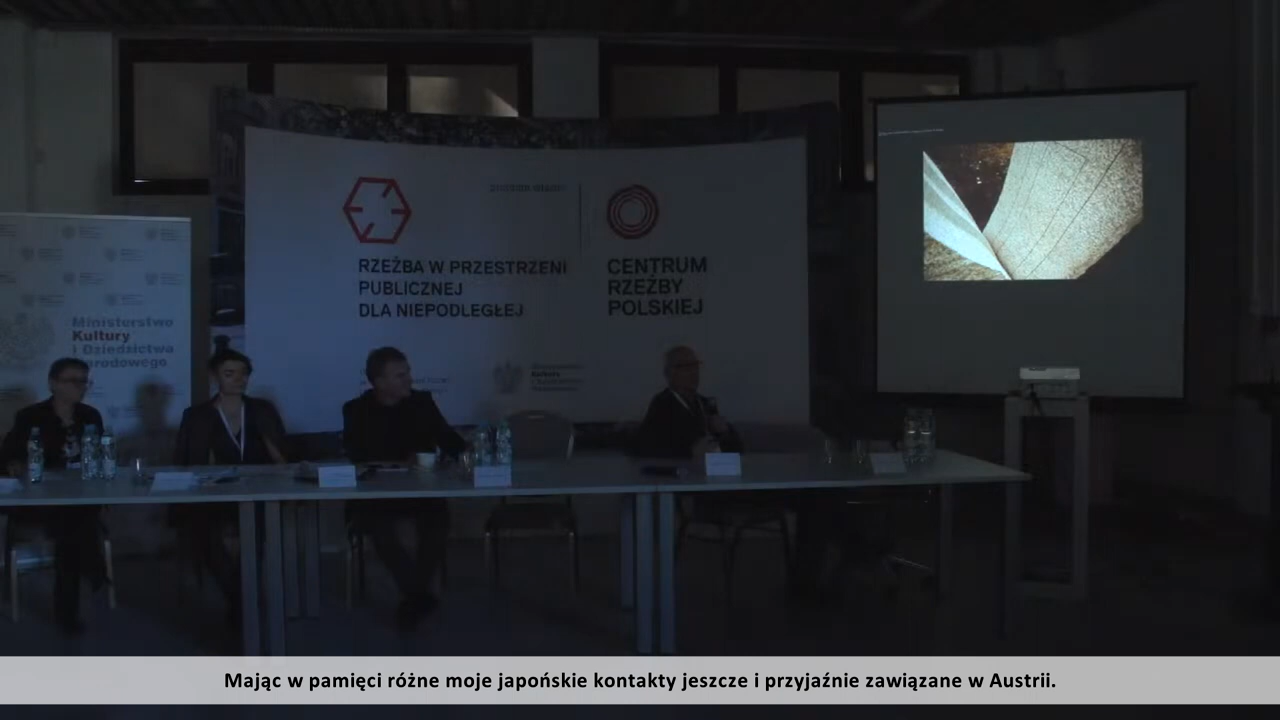 RZEŹBA W PRZESTRZENI
PUBLICZNEJ
DLA NIEPODLEGŁEJ
CENTRUM
RZEŹBY
POLSKIEJ
Ministerstwo
Kultury
i Dziedzictwa
Narodowego
Mając w pamięci różne moje japońskie kontakty jeszcze i przyjaźnie zawiązane w Austrii.